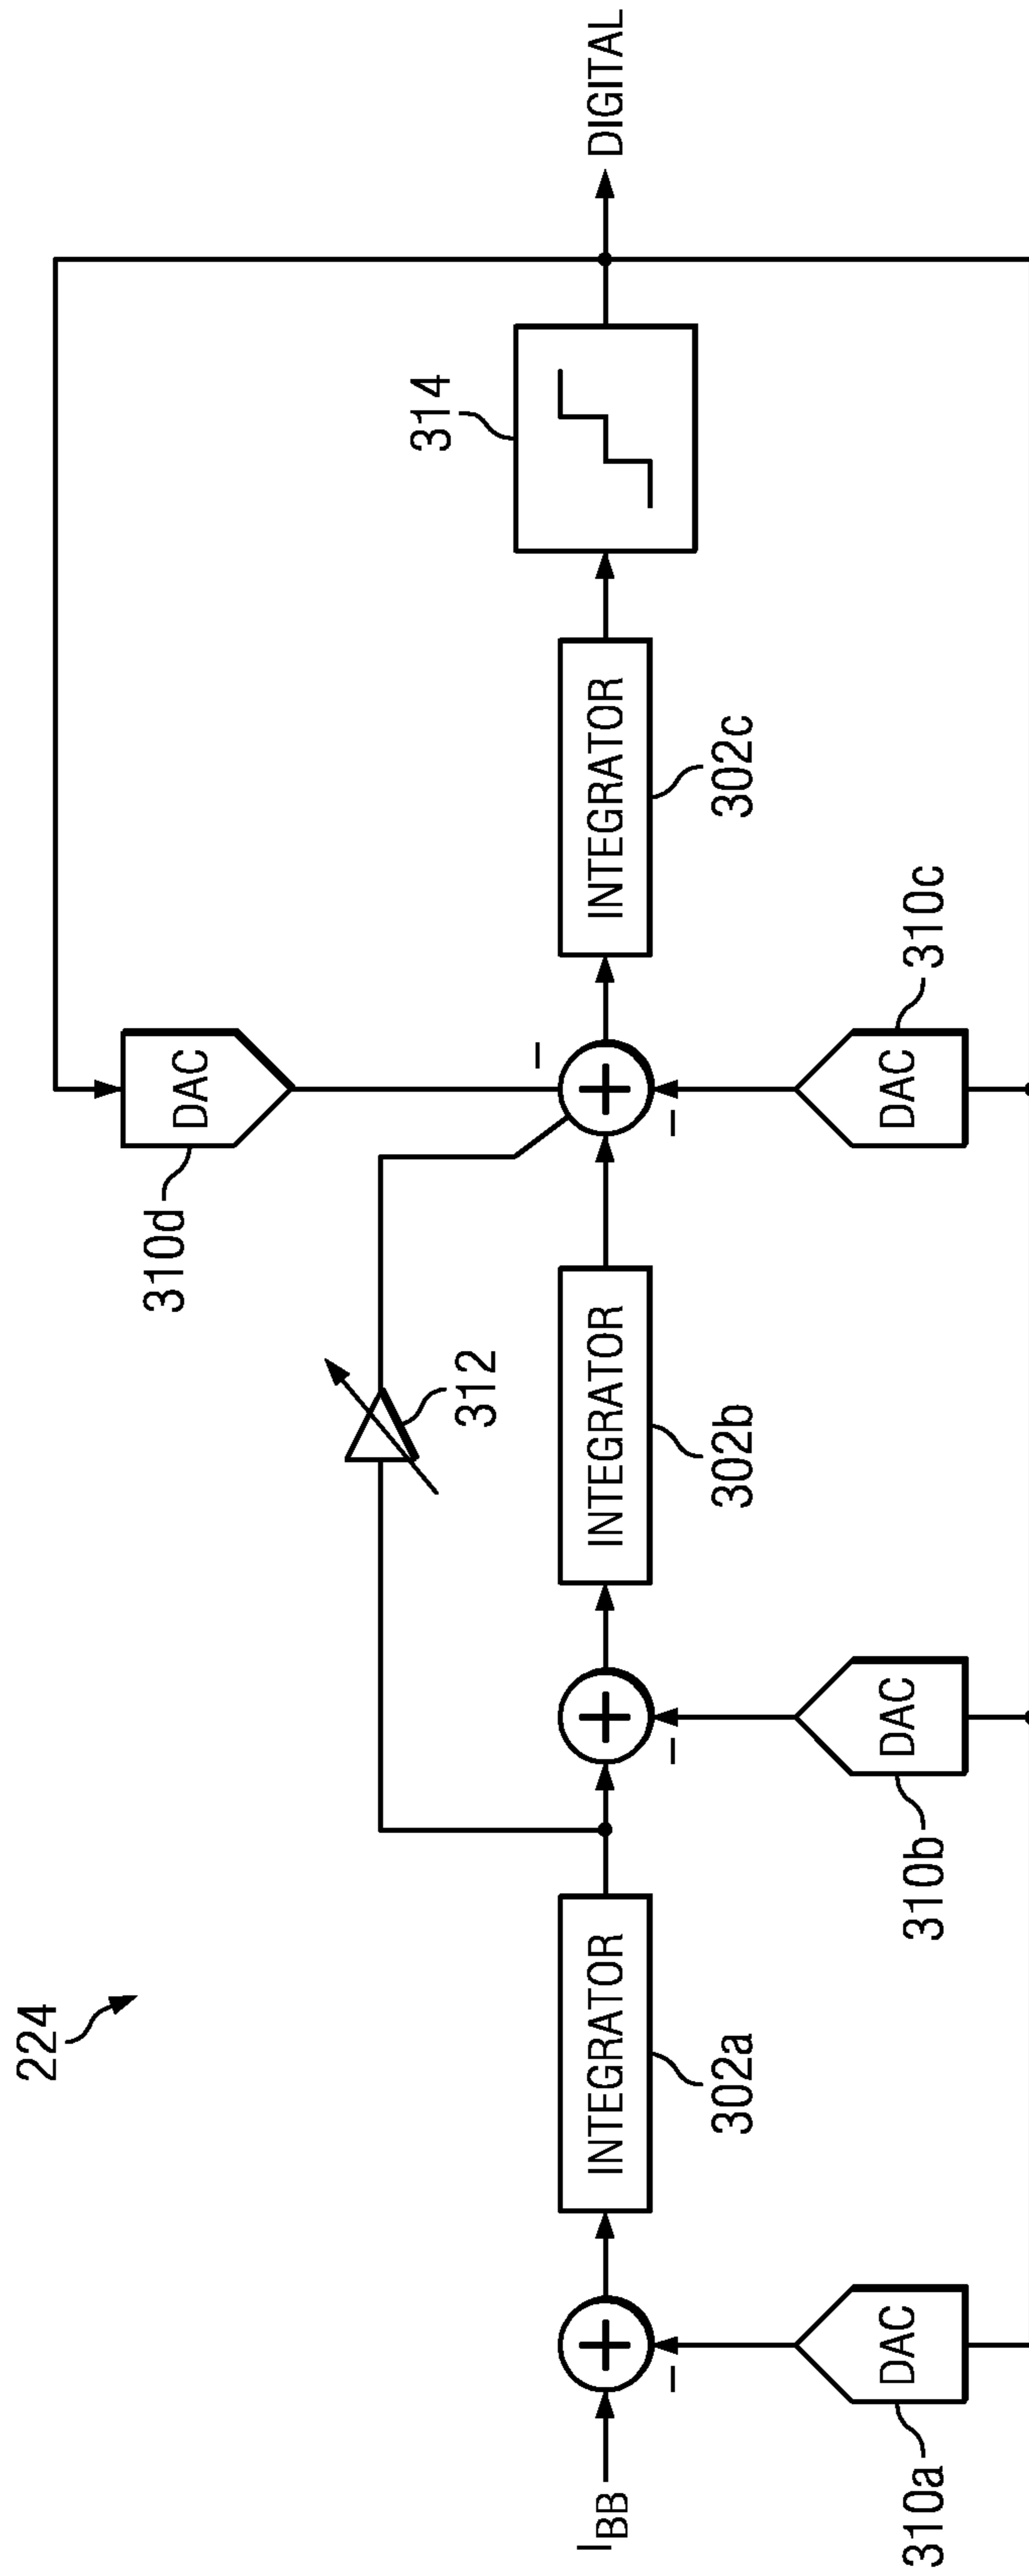 224
310d
DAC
312
314
I_BB
INTEGRATOR
302a
INTEGRATOR
302b
INTEGRATOR
302c
DIGITAL
310a
DAC
310b
DAC
DAC
310c